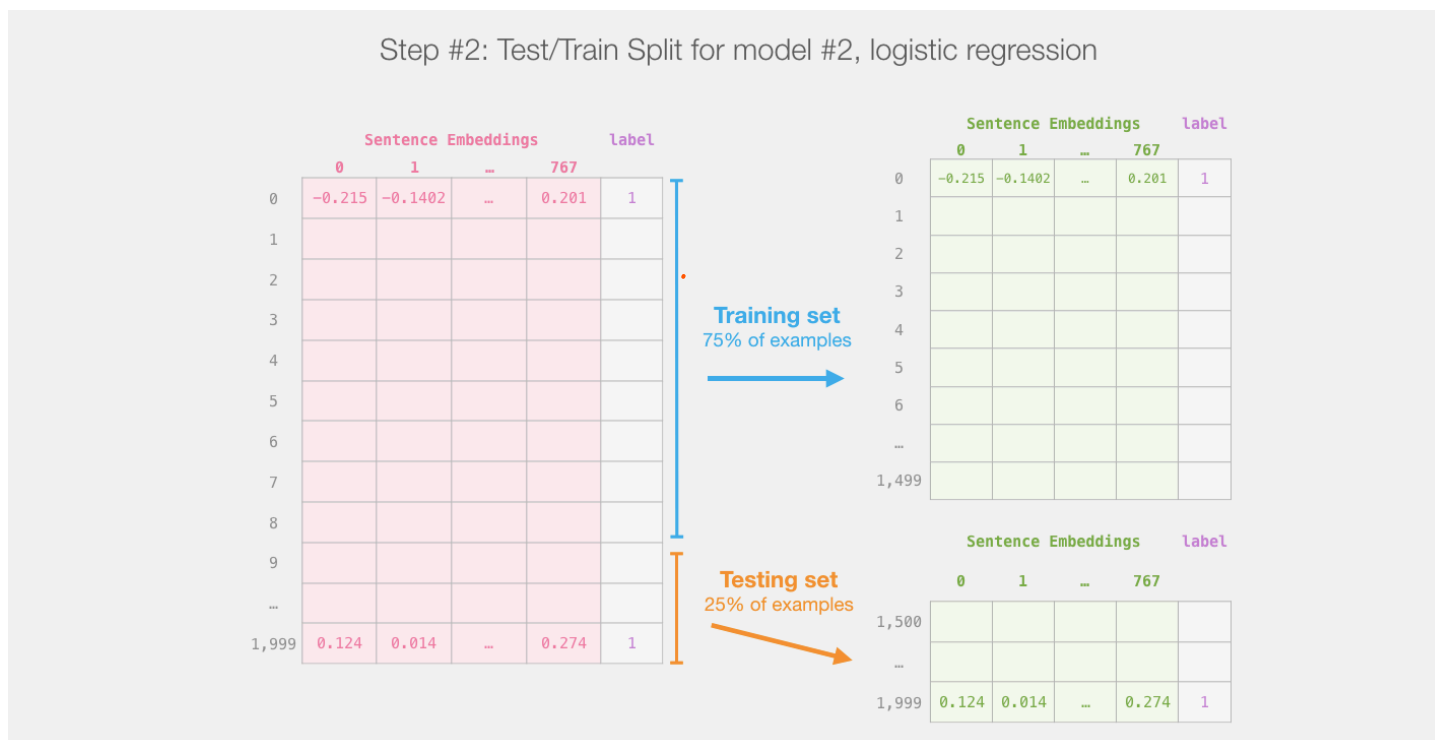 Step #2: Test/Train Split for model #2, logistic regression
Sentence Embeddings label
0 1 … 767
0 -0.215 -0.1402 … 0.201 1
1
2
3
4
5
6
7
8
9
…
1,999 0.124 0.014 … 0.274 1
Training set
75% of examples
Testing set
25% of examples
Sentence Embeddings label
0 1 … 767
0 -0.215 -0.1402 … 0.201 1
1
2
3
4
5
6
…
1,499
Sentence Embeddings label
0 1 … 767
1,500
…
1,999 0.124 0.014 … 0.274 1